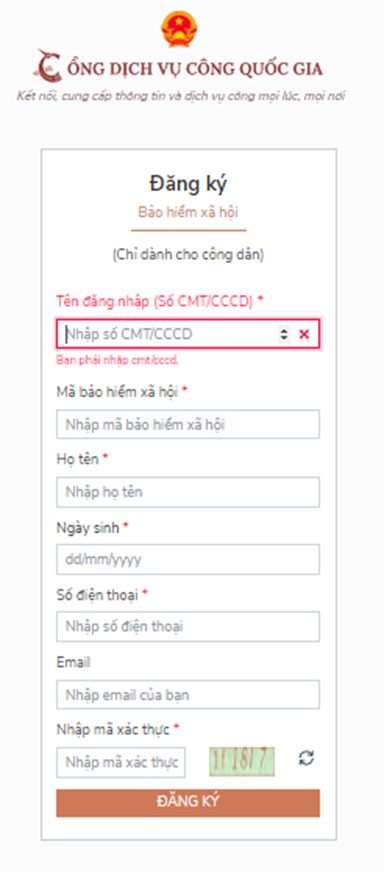 CỔNG DỊCH VỤ CÔNG QUỐC GIA
Kết nối, cung cấp thông tin và dịch vụ công mọi lúc, mọi nơi
Đăng ký
Bảo hiểm xã hội
(Chỉ dành cho công dân)
Tên đăng nhập (Số CMT/CCCD) *
Nhập số CMT/CCCD
Bạn phải nhập cmt/cccd.
Mã bảo hiểm xã hội *
Nhập mã bảo hiểm xã hội
Họ tên *
Nhập họ tên
Ngày sinh *
dd/mm/yyyy
Số điện thoại *
Nhập số điện thoại
Email
Nhập email của bạn
Nhập mã xác thực *
Nhập mã xác thực
ĐĂNG KÝ